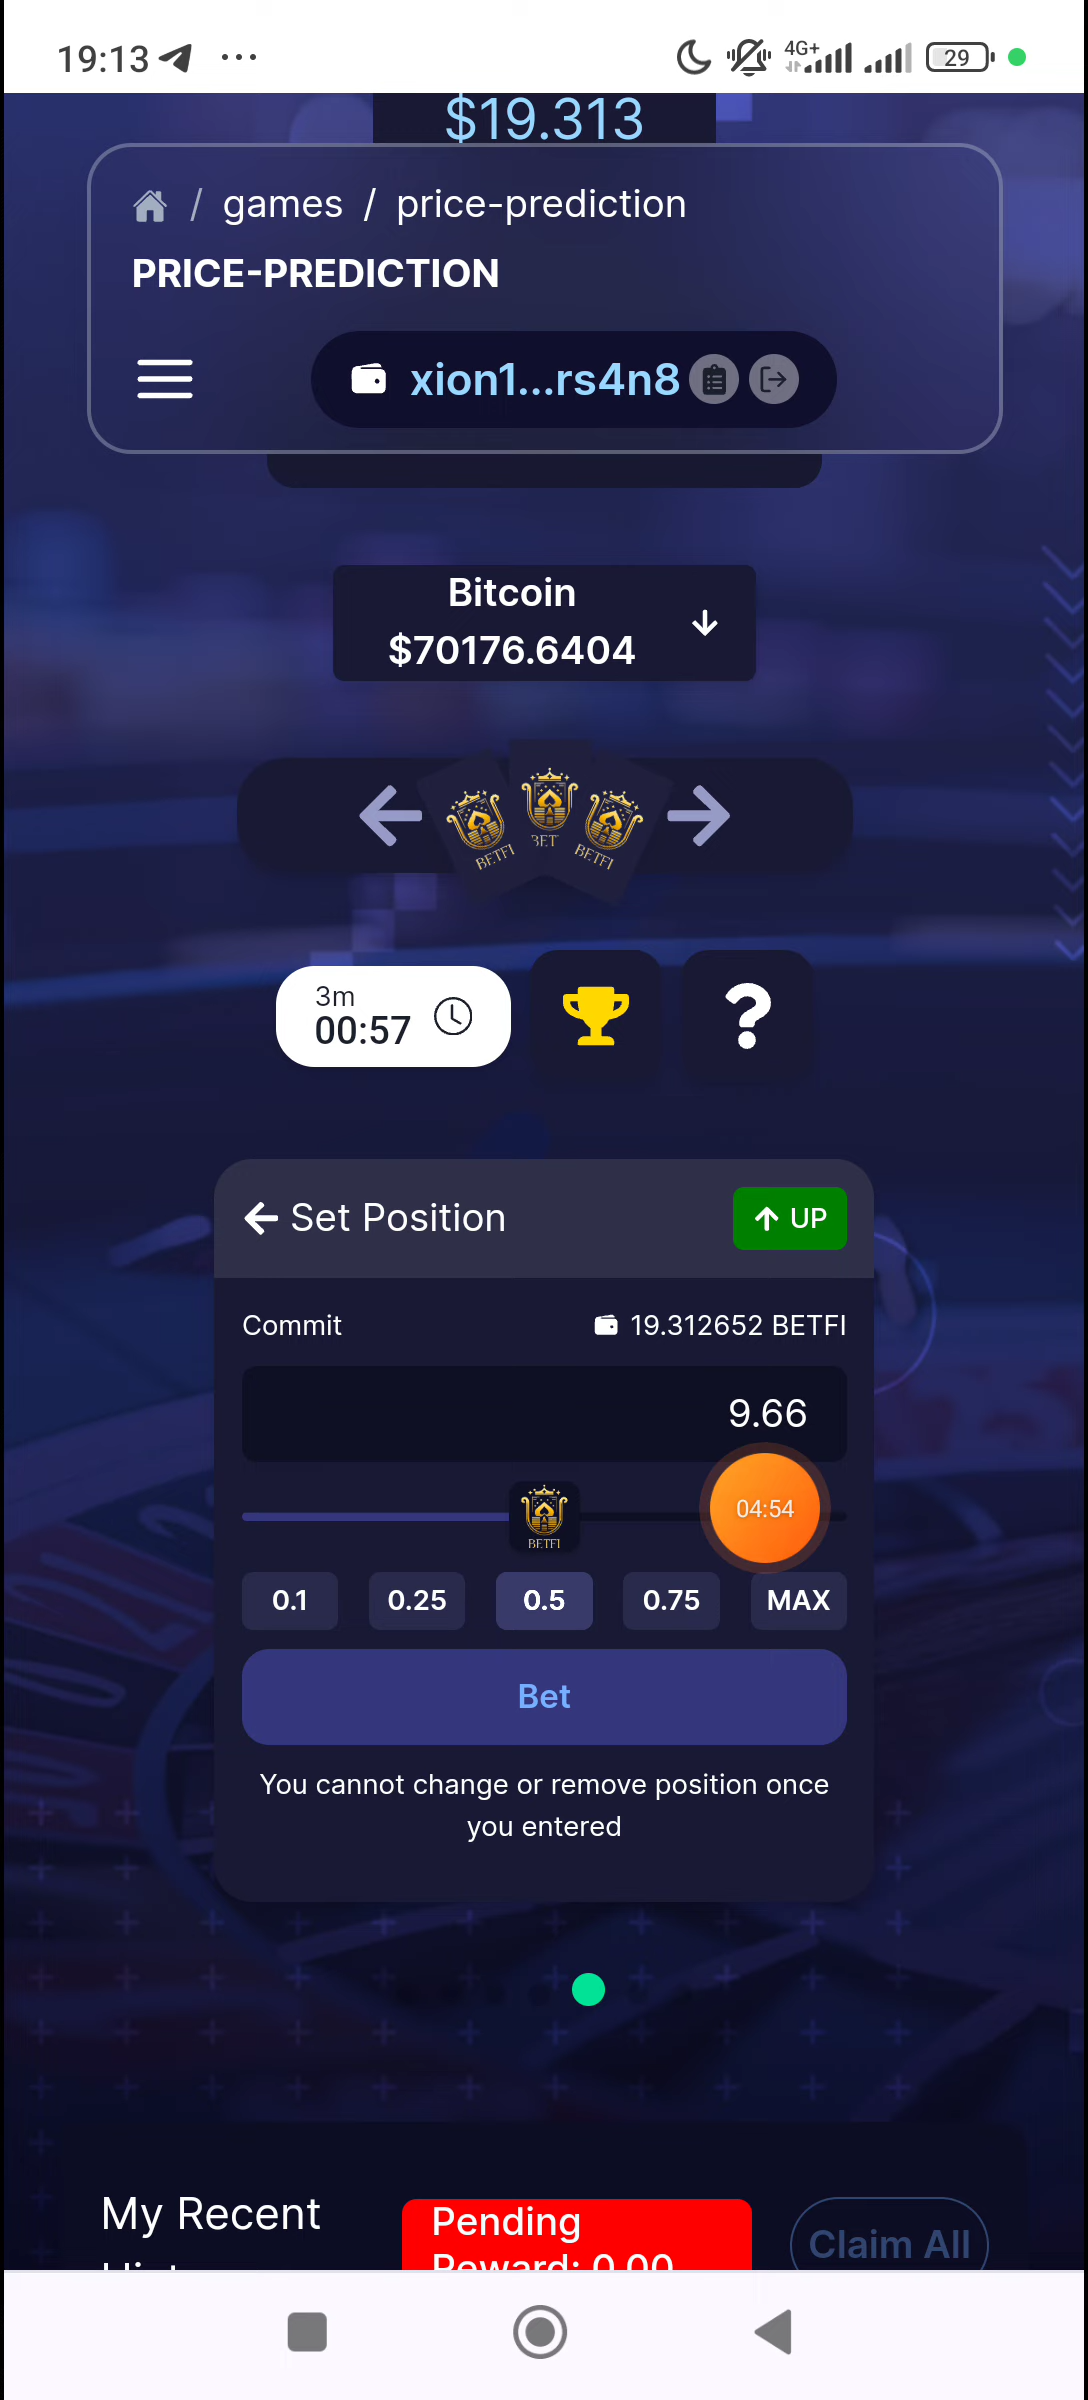 19:13
4G+
29
$19.313
/ games / price-prediction
PRICE-PREDICTION
xion1...rs4n8
Bitcoin
$70176.6404
BETFI BET BETFI
3m
00:57
?
Set Position
UP
Commit
19.312652 BETFI
9.66
04:54
BETFI
0.1 0.25 0.5 0.75 MAX
Bet
You cannot change or remove position once
you entered
My Recent
Pending
Reward: 0.00
Claim All